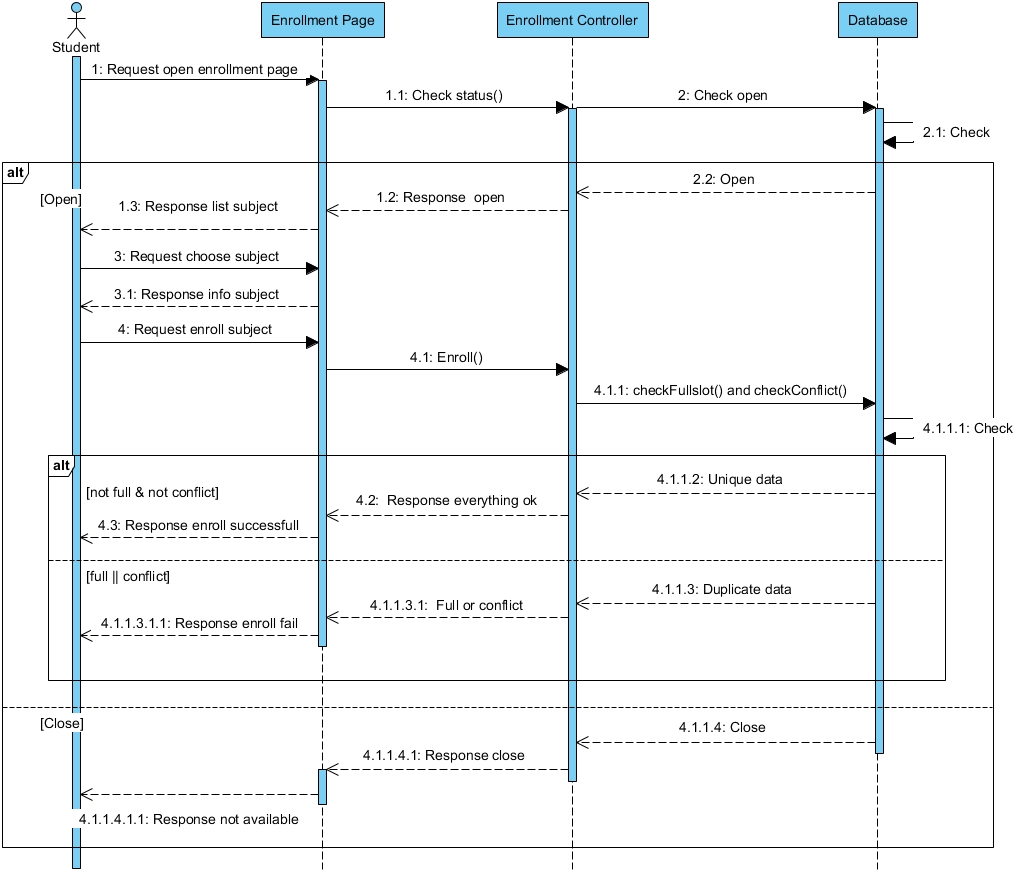 Student
Enrollment Page
Enrollment Controller
Database
1: Request open enrollment page
1.1: Check status()
2: Check open
2.1: Check
alt
[Open]
2.2: Open
1.2: Response  open
1.3: Response list subject
3: Request choose subject
3.1: Response info subject
4: Request enroll subject
4.1: Enroll()
4.1.1: checkFullslot() and checkConflict()
4.1.1.1: Check
alt
[not full & not conflict]
4.1.1.2: Unique data
4.2:  Response everything ok
4.3: Response enroll successfull
[full || conflict]
4.1.1.3: Duplicate data
4.1.1.3.1:  Full or conflict
4.1.1.3.1.1: Response enroll fail
[Close]
4.1.1.4: Close
4.1.1.4.1: Response close
4.1.1.4.1.1: Response not available